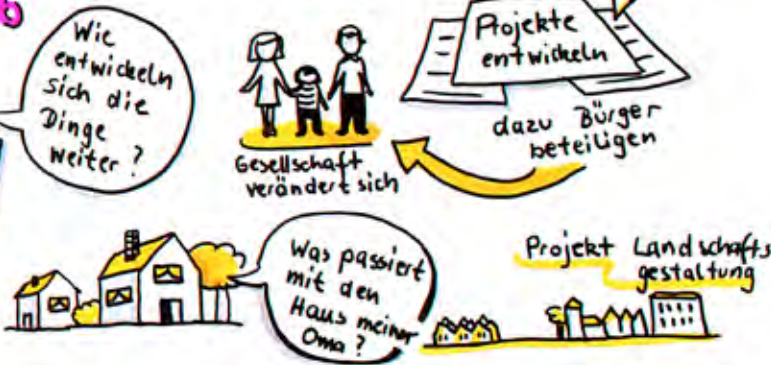 Wie
entwickeln
sich die
Dinge
weiter?
Gesellschaft
verändert sich
Projekte
entwickeln
dazu Bürger
beteiligen
Was passiert
mit den
Haus meiner
Oma?
Projekt Landschafts
gestaltung